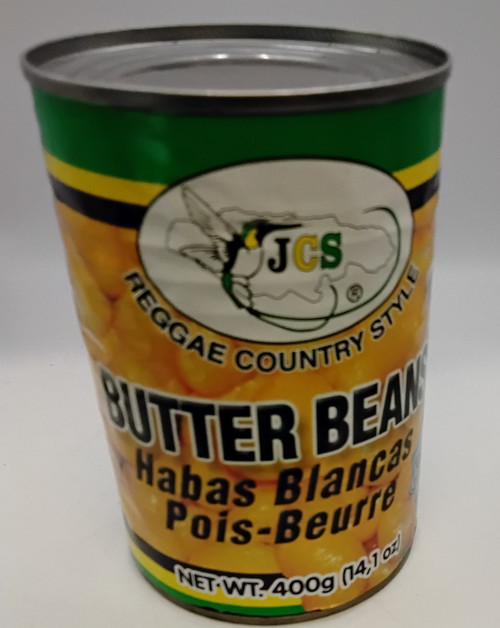 JCS
®
REGGAE COUNTRY STYLE
BUTTER BEANS
Habas Blancas
Pois-Beurre
NET WT. 400g (14,1 oz)